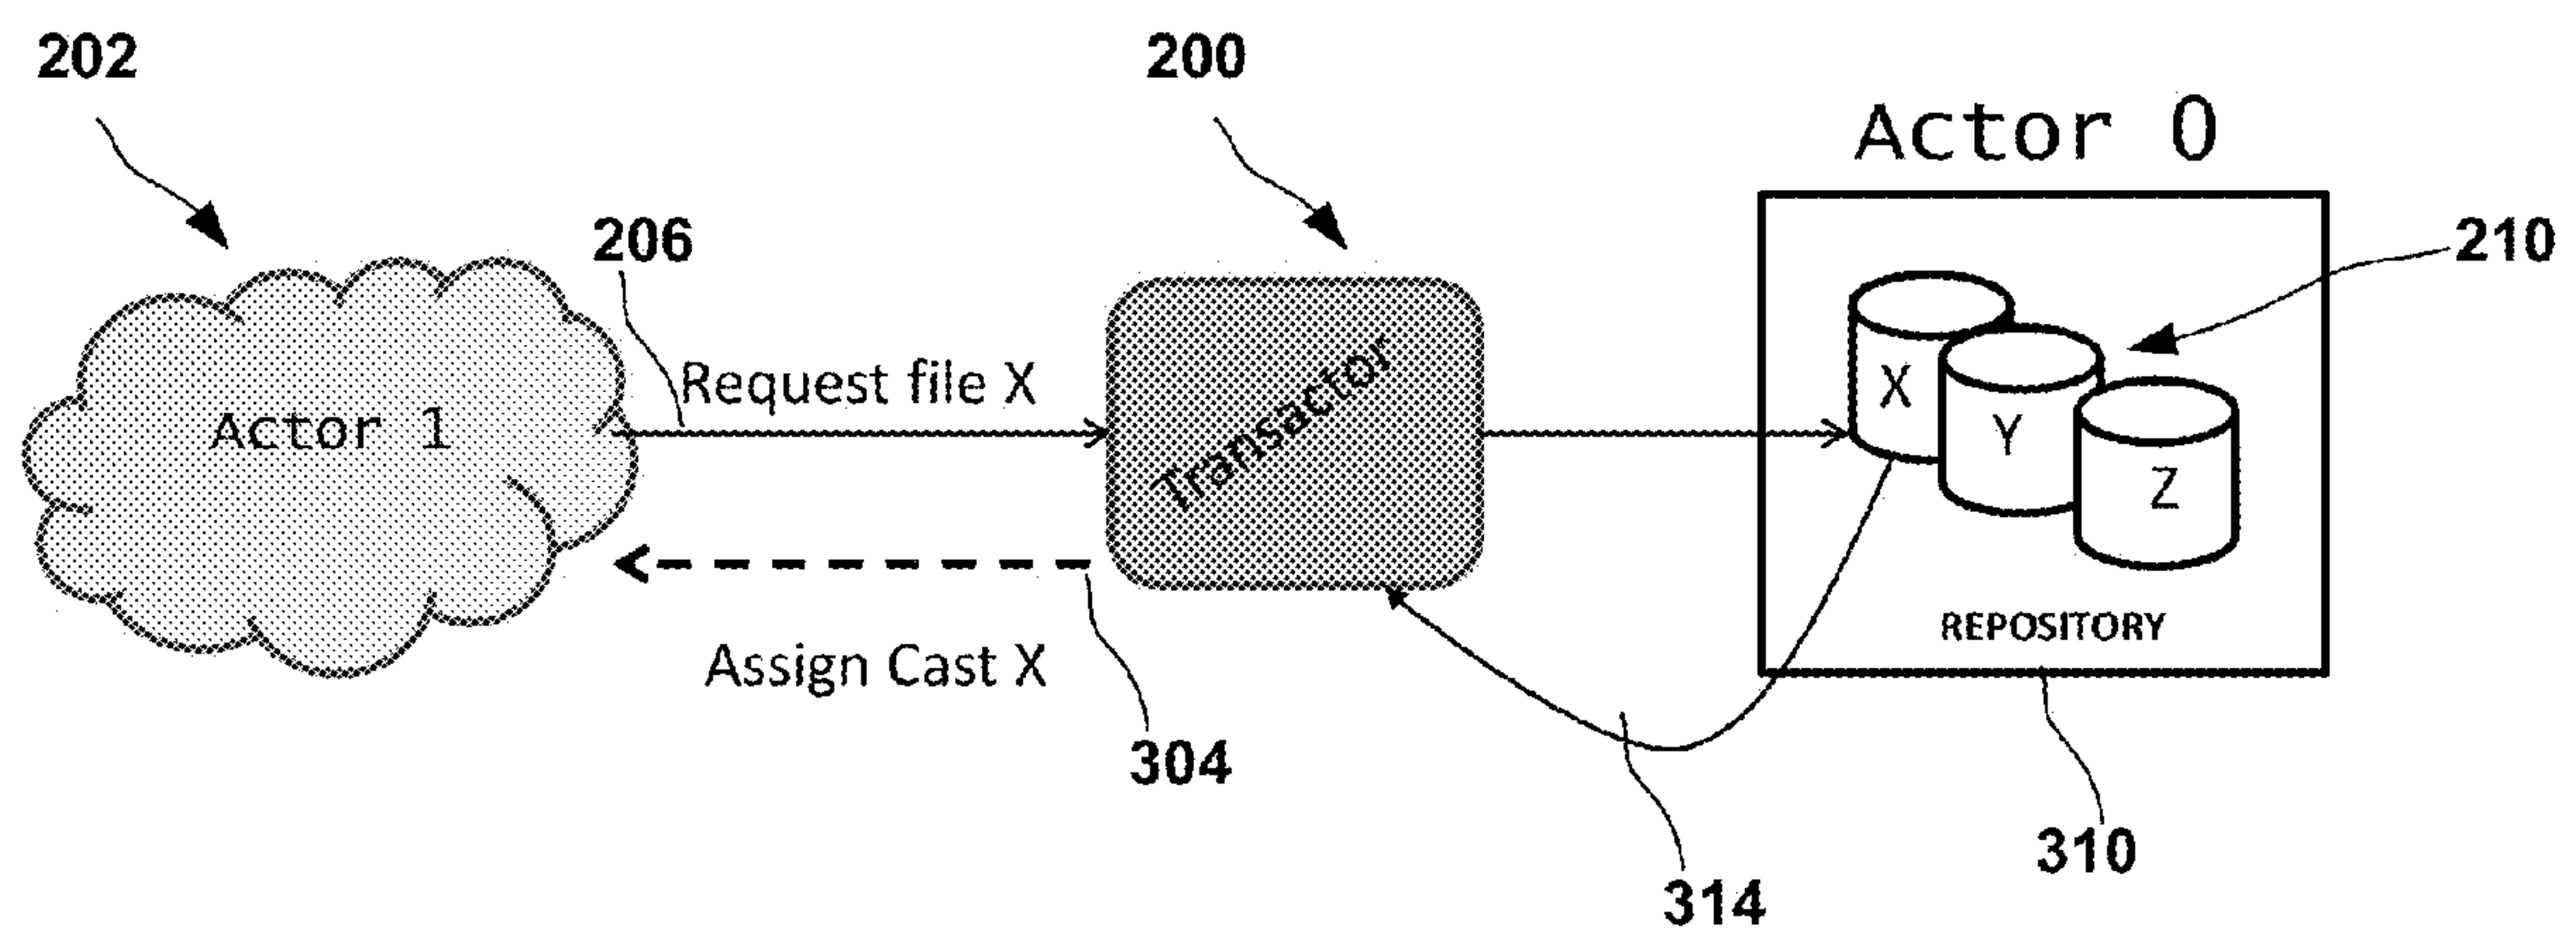 202
200
Actor 0
206
210
Request file X
Actor 1
Transactor
X
Y
Z
REPOSITORY
Assign Cast X
304
310
314